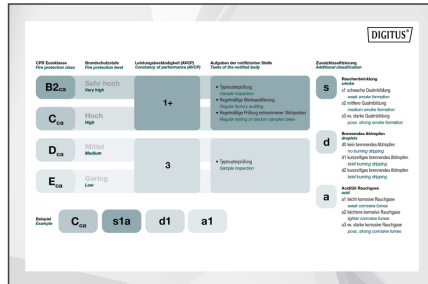 DIGITUS®
CPR Euroklasse
Fire protection class
Brandschutzstufe
Fire protection level
Leistungsbeständigkeit (AVCP)
Constancy of performance (AVCP)
Aufgaben der notifizierten Stelle
Tasks of the notified body
Zusatzklassifizierung
Additional classification
B2ca
Sehr hoch
Very high
1+
• Typprüfung
Sample inspection
• Regelmäßige Werksauditierung
Regular factory auditing
• Regelmäßige Prüfung entnommener Stichproben
Regular testing of random samples taken
Cca
Hoch
High
Dca
Mittel
Medium
3
• Typprüfung
Sample inspection
Eca
Gering
Low
s
Rauchentwicklung
smoke
s1 schwache Qualmbildung
weak smoke formation
s2 mittlere Qualmbildung
medium smoke formation
s3 ev. starke Qualmbildung
poss. strong smoke formation
d
Brennendes Abtropfen
droplets
d0 kein brennendes Abtropfen
no burning dripping
d1 kurzzeitiges brennendes Abtropfen
brief burning dripping
d2 kurzzeitiges brennendes Abtropfen
brief burning dripping
a
Acidität Rauchgase
acid
a1 leicht korrosive Rauchgase
weak corrosive fumes
a2 leichtere korrosive Rauchgase
lighter corrosive fumes
a3 ev. starke korrosive Rauchgase
poss. strong corrosive fumes
Beispiel
Example
Cca
s1a
d1
a1